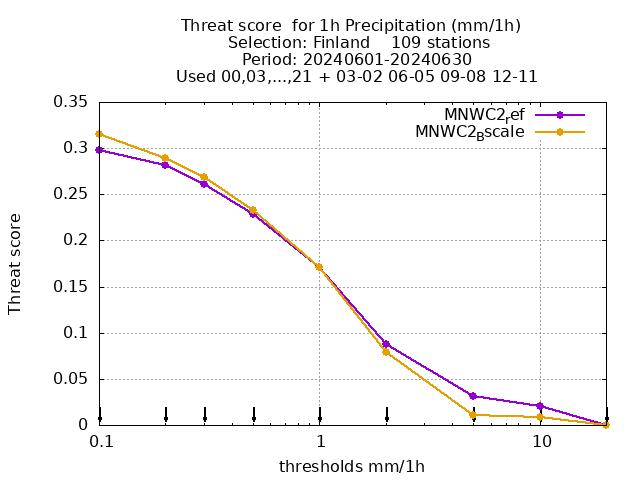 Threat score  for 1h Precipitation (mm/1h)
Selection: Finland    109 stations
Period: 20240601-20240630
Used 00,03,...,21 + 03-02 06-05 09-08 12-11
MNWC2ref
MNWC2Bscale
0.35
0.3
0.25
0.2
0.15
0.1
0.05
0
Threat score
0.1
1
10
thresholds mm/1h